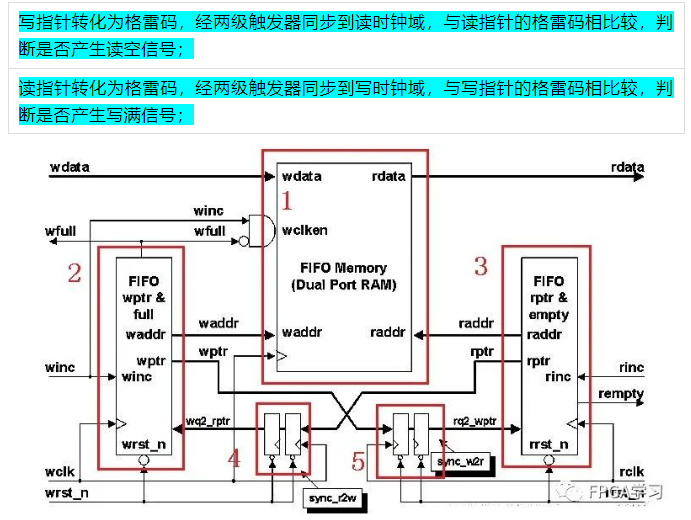 写指针转化为格雷码，经两级触发器同步到读时钟域，与读指针的格雷码相比较，判
断是否产生读空信号；
读指针转化为格雷码，经两级触发器同步到写时钟域，与写指针的格雷码相比较，判
断是否产生写满信号；
wdata
rdata
wdata
rdata
1
winc
wfull
wfull
wclken
2
3
FIFO Memory
(Dual Port RAM)
FIFO
wptr &
full
FIFO
rptr &
empty
waddr
waddr
waddr
raddr
raddr
raddr
wptr
wptr
rptr
rptr
winc
winc
rinc
rinc
rempty
wq2_rptr
rq2_wptr
wrst_n
rrst_n
4
5
sync_w2r
wclk
rclk
wrst_n
sync_r2w
FPGA学习